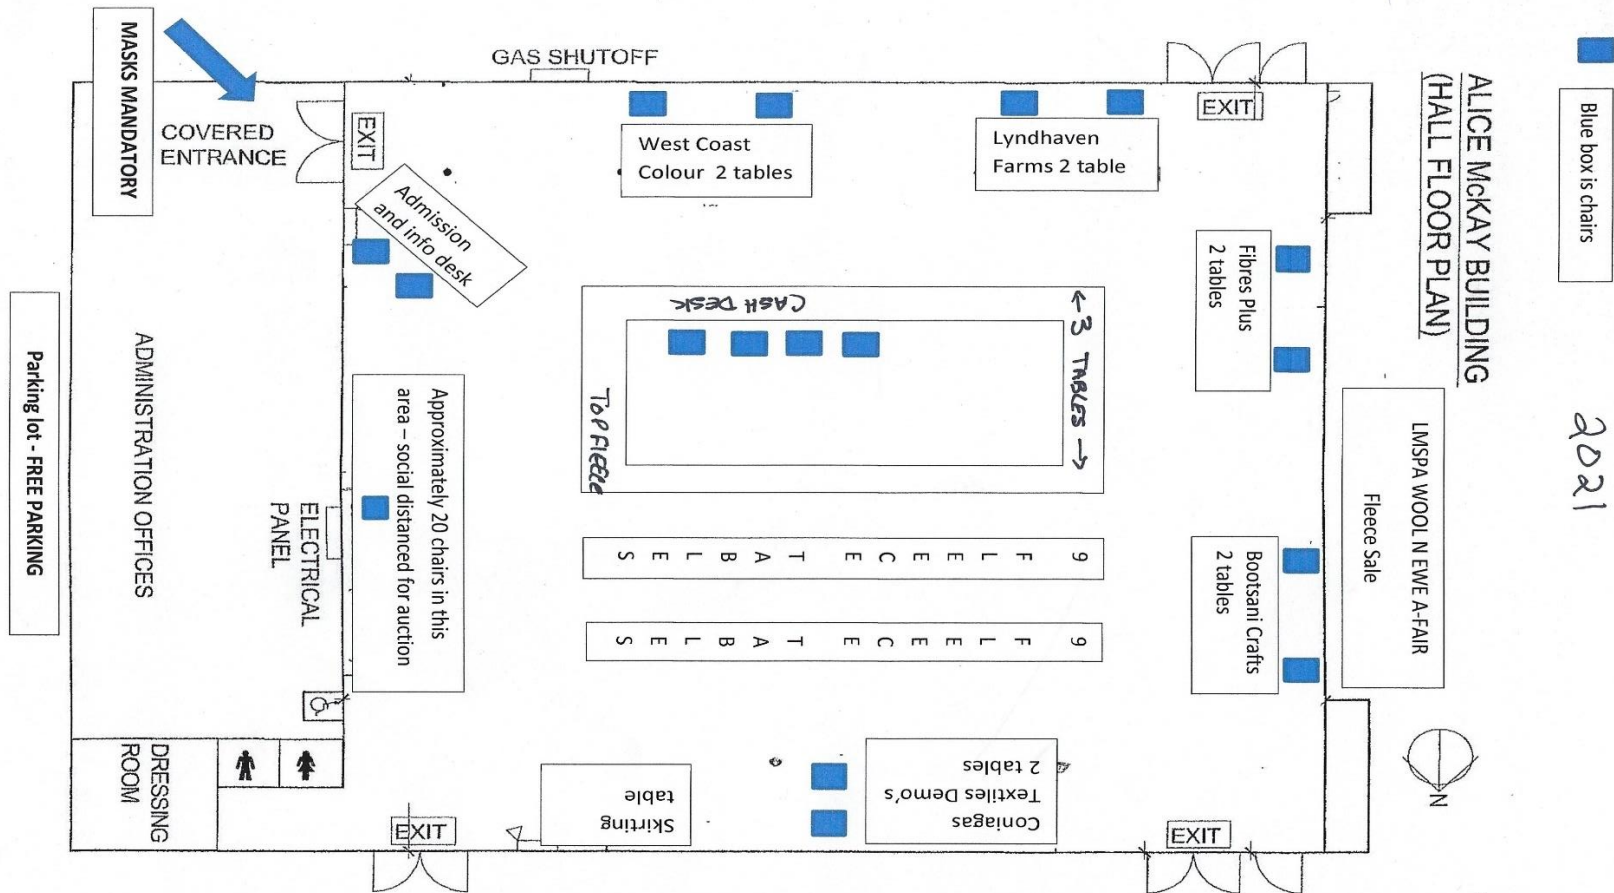 MASKS MANDATORY
COVERED
ENTRANCE
EXIT
GAS SHUTOFF
West Coast
Colour 2 tables
Lyndhaven
Farms 2 table
EXIT
ALICE McKAY BUILDING
(HALL FLOOR PLAN)
Blue box is chairs
2021
Admission
and info desk
CASH DESK
← 3 TABLES →
TOP FLEECE
Fibres Plus
2 tables
LMSPA WOOL N EWE A-FAIR
Fleece Sale
Bootsani Crafts
2 tables
Parking lot - FREE PARKING
ADMINISTRATION OFFICES
ELECTRICAL
PANEL
Approximately 20 chairs in this
area – social distanced for auction
9 FLEECE TABLES
9 FLEECE TABLES
DRESSING
ROOM
EXIT
Skirting
table
Coniagas
Textiles Demo's
2 tables
EXIT
N